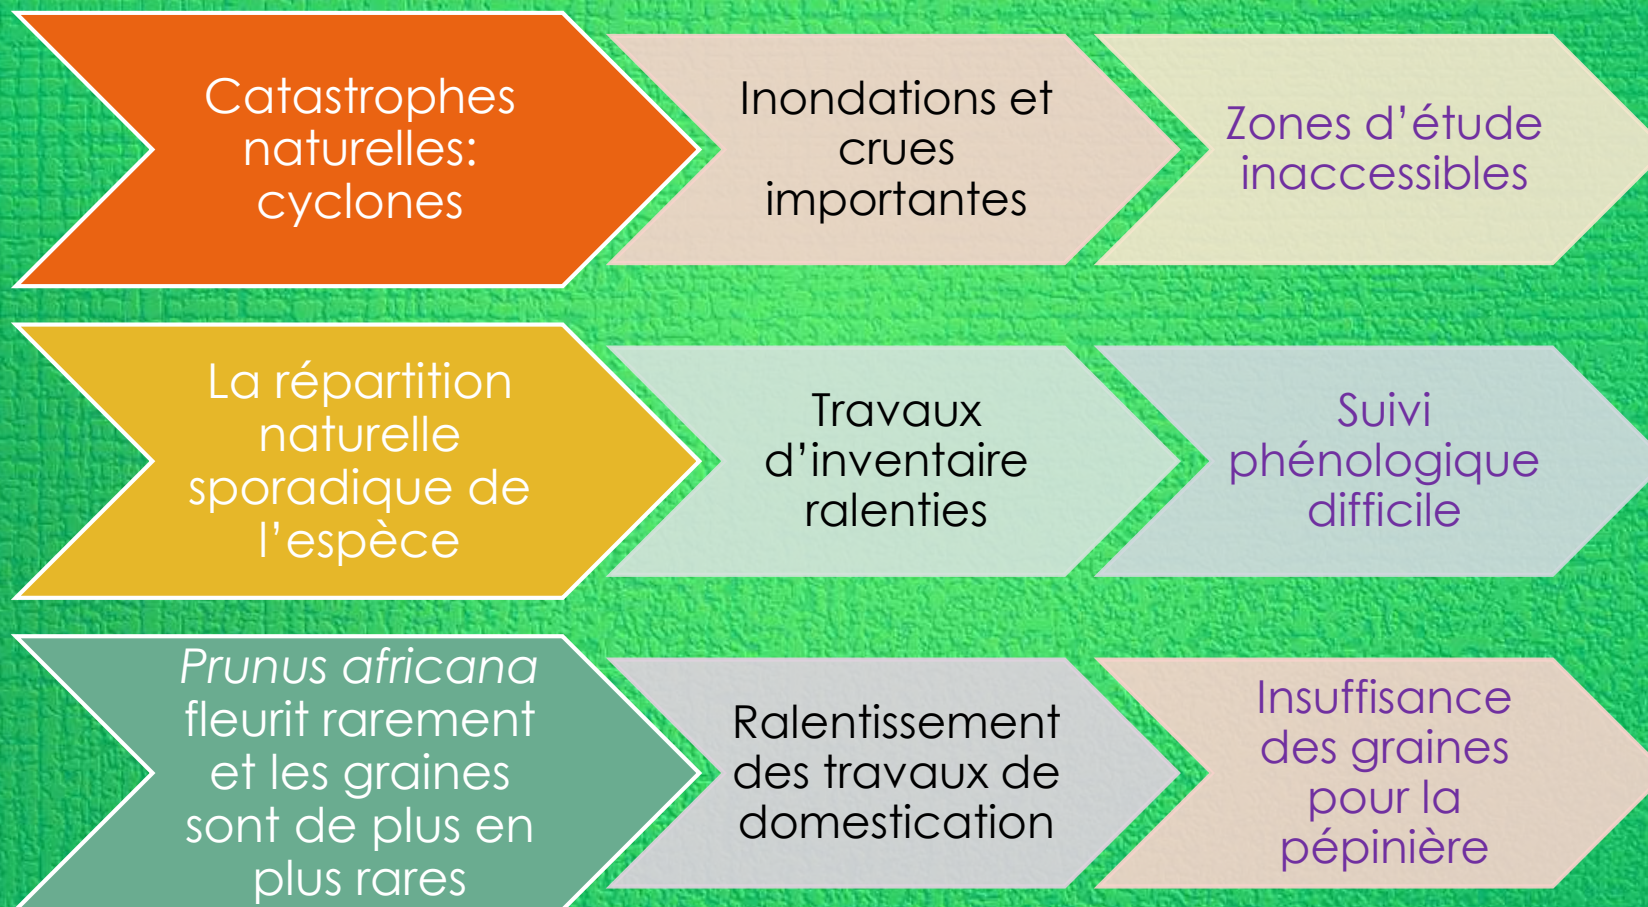 Catastrophes
naturelles:
cyclones
Inondations et
crues
importantes
Zones d’étude
inaccessibles
La répartition
naturelle
sporadique de
l’espèce
Travaux
d’inventaire
ralenties
Suivi
phénologique
difficile
Prunus africana
fleurit rarement
et les graines
sont de plus en
plus rares
Ralentissement
des travaux de
domestication
Insuffisance
des graines
pour la
pépinière